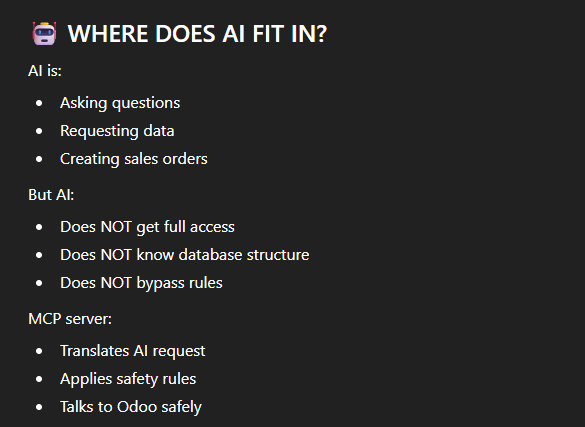 🤖 WHERE DOES AI FIT IN?
AI is:
• Asking questions
• Requesting data
• Creating sales orders
But AI:
• Does NOT get full access
• Does NOT know database structure
• Does NOT bypass rules
MCP server:
• Translates AI request
• Applies safety rules
• Talks to Odoo safely